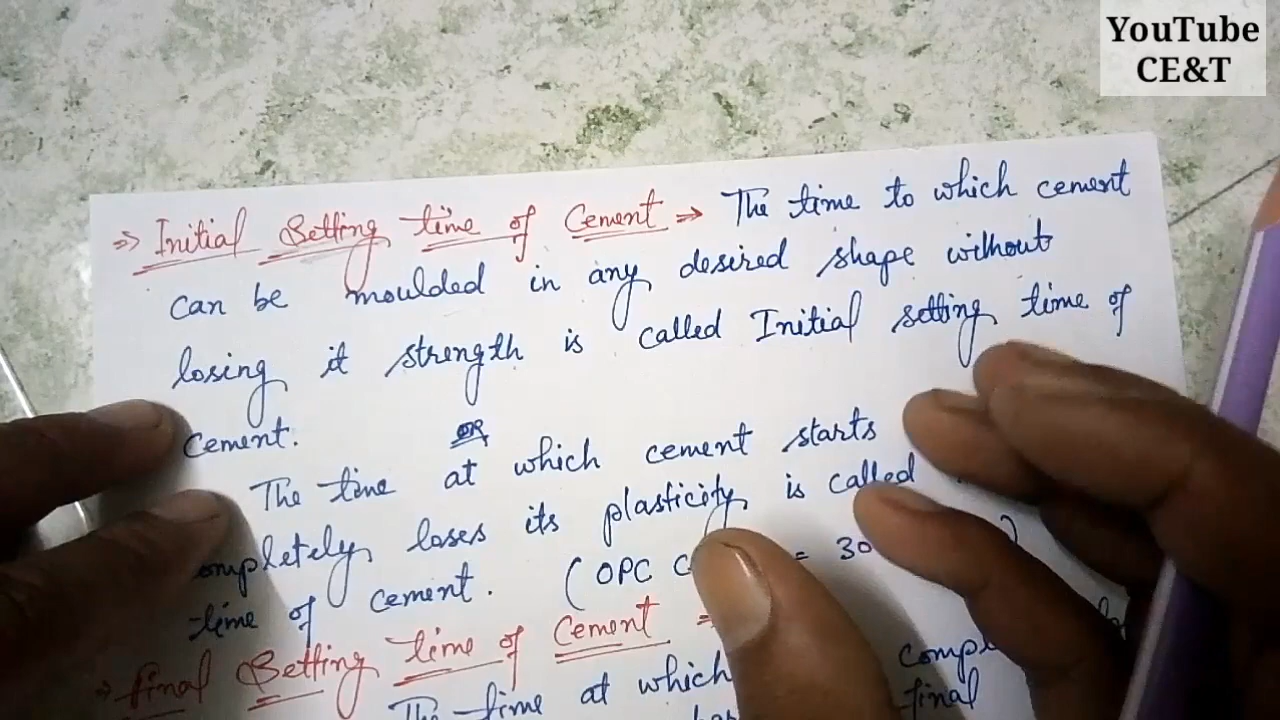 YouTube
CE&T
⇒ Initial Setting time of Cement ⇒ The time to which cement
can be moulded in any desired shape without
losing it strength is called Initial setting time of
Cement.
OR
The time at which cement starts
ompletely loses its plasticity is called
time of cement. (OPC = 30 )
⇒ final Setting time of Cement
The time at which
final